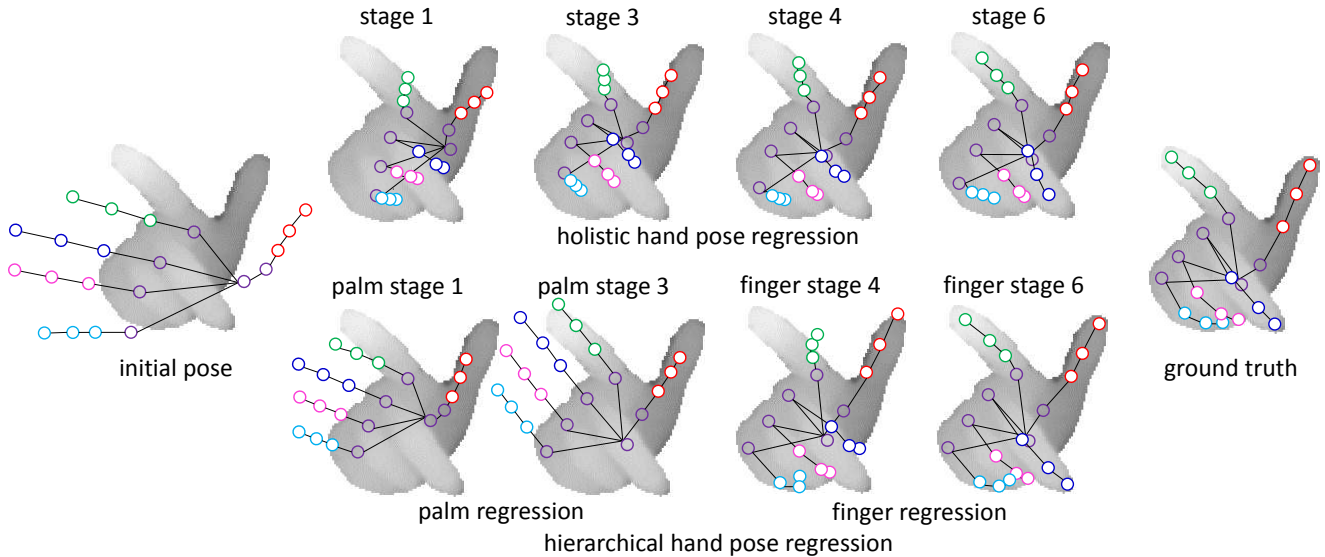 stage 1
stage 3
stage 4
stage 6
holistic hand pose regression
initial pose
palm stage 1
palm stage 3
finger stage 4
finger stage 6
ground truth
palm regression
finger regression
hierarchical hand pose regression